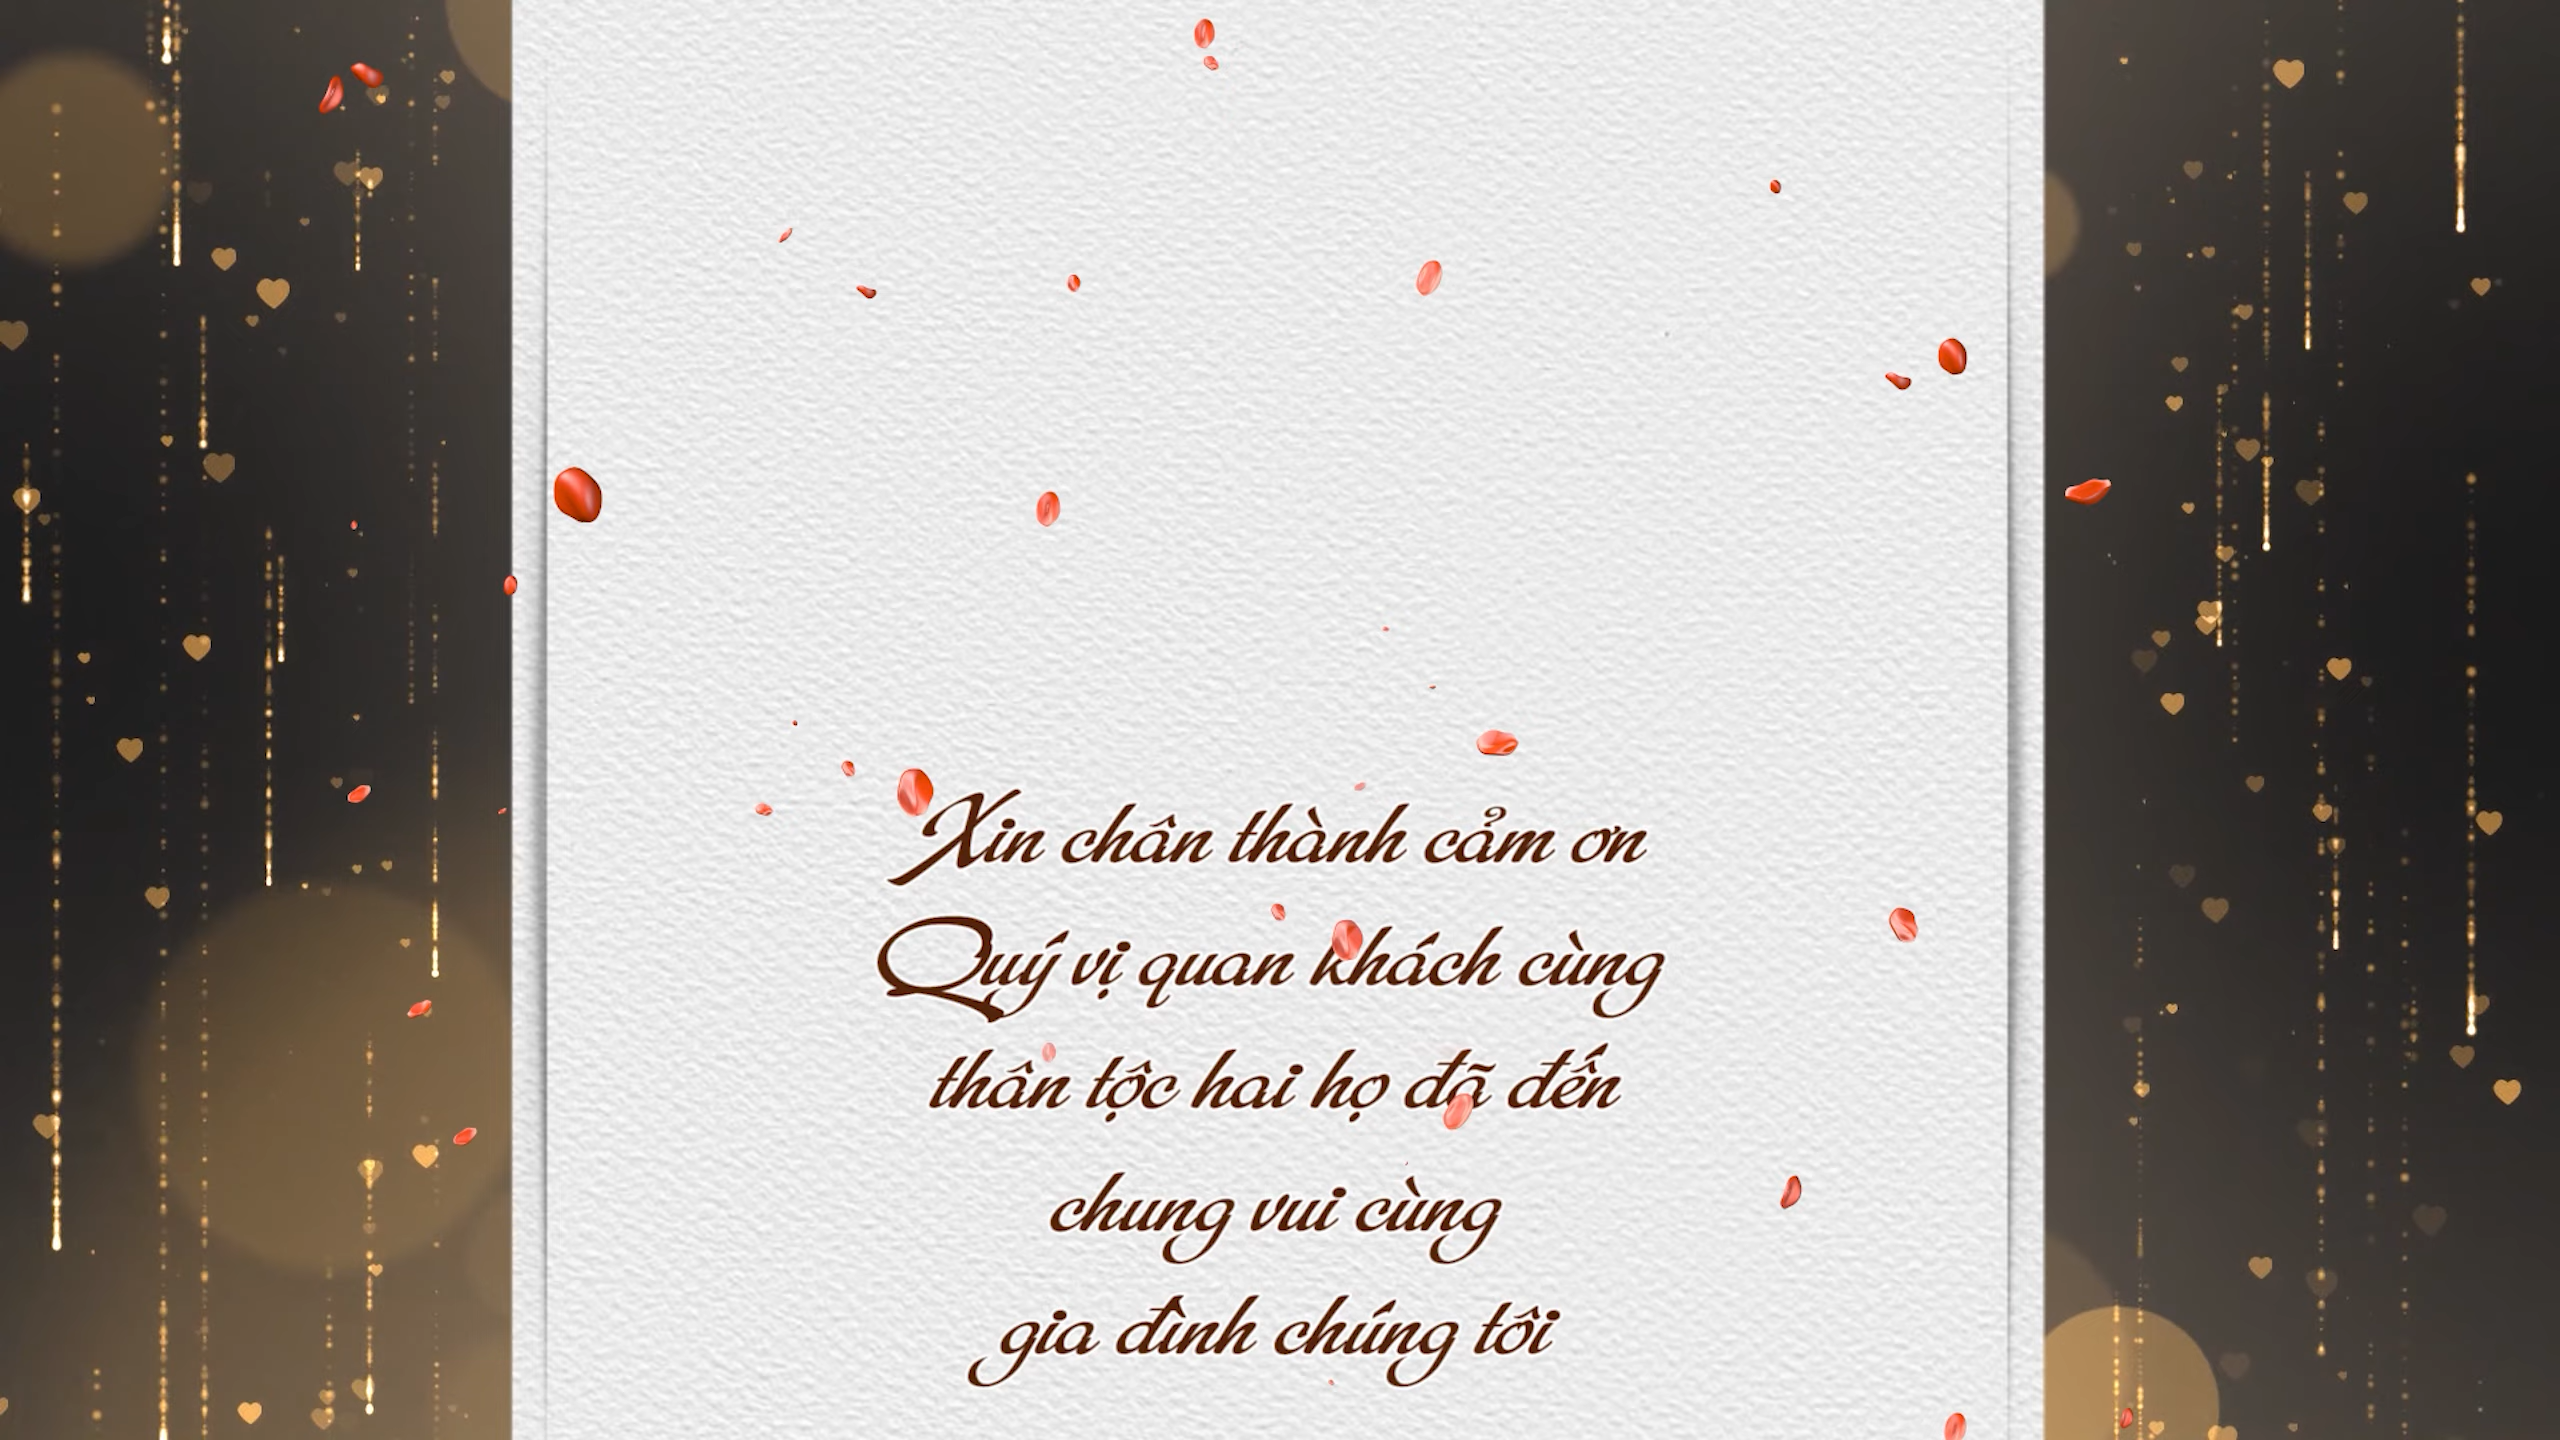 Xin chân thành cảm ơn
Quý vị quan khách cùng
thân tộc hai họ đã đến
chung vui cùng
gia đình chúng tôi